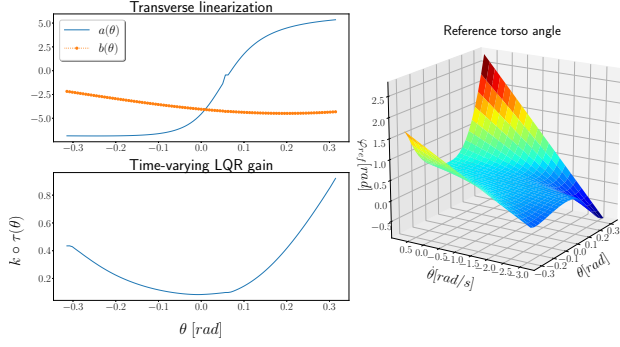 Transverse linearization
a(θ)
b(θ)
5.0
2.5
0.0
−2.5
−5.0
−0.3 −0.2 −0.1 0.0 0.1 0.2 0.3
Time-varying LQR gain
k ∘ τ(θ)
0.8
0.6
0.4
0.2
−0.3 −0.2 −0.1 0.0 0.1 0.2 0.3
θ [rad]
Reference torso angle
φ_ref[rad]
2.5
2.0
1.5
1.0
0.5
0.0
−0.5
0.5 0.0 −0.5 −1.0 −1.5 −2.0 −2.5 −3.0
θ̇[rad/s]
−0.3 −0.2 −0.1 0.0 0.1 0.2 0.3
θ[rad]